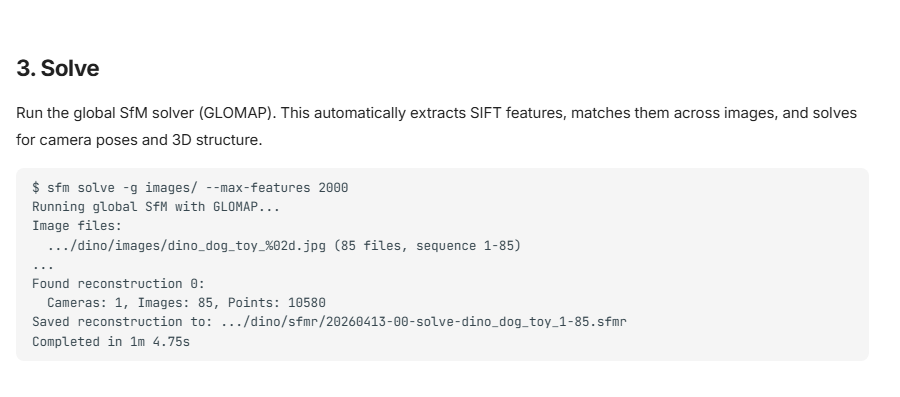 3. Solve
Run the global SfM solver (GLOMAP). This automatically extracts SIFT features, matches them across images, and solves
for camera poses and 3D structure.
$ sfm solve -g images/ --max-features 2000
Running global SfM with GLOMAP...
Image files:
  .../dino/images/dino_dog_toy_%02d.jpg (85 files, sequence 1-85)
...
Found reconstruction 0:
  Cameras: 1, Images: 85, Points: 10580
Saved reconstruction to: .../dino/sfmr/20260413-00-solve-dino_dog_toy_1-85.sfmr
Completed in 1m 4.75s